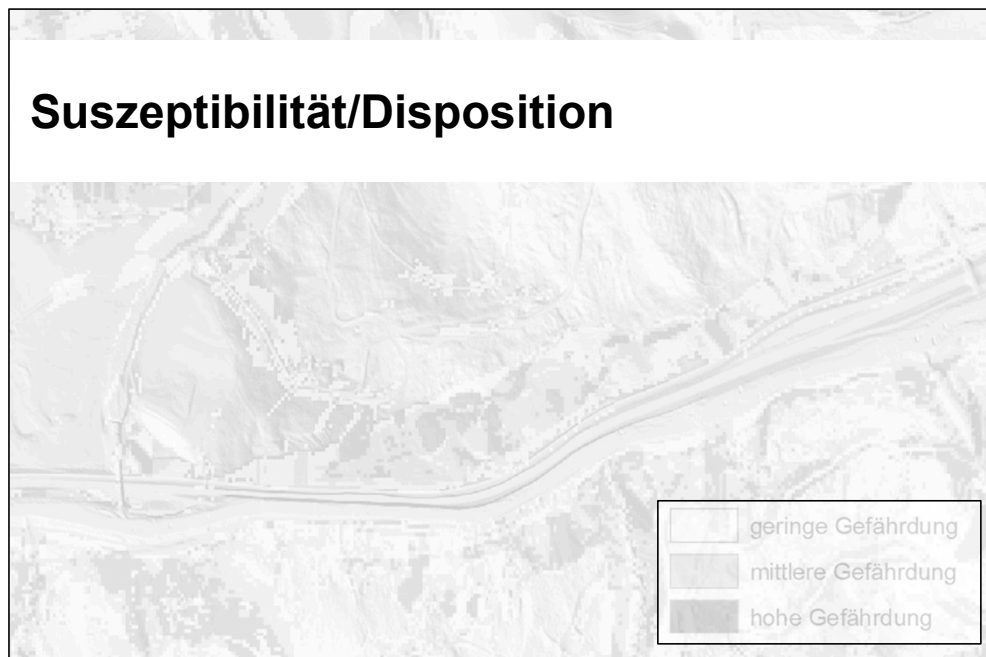 Suszeptibilität/Disposition
geringe Gefährdung
mittlere Gefährdung
hohe Gefährdung